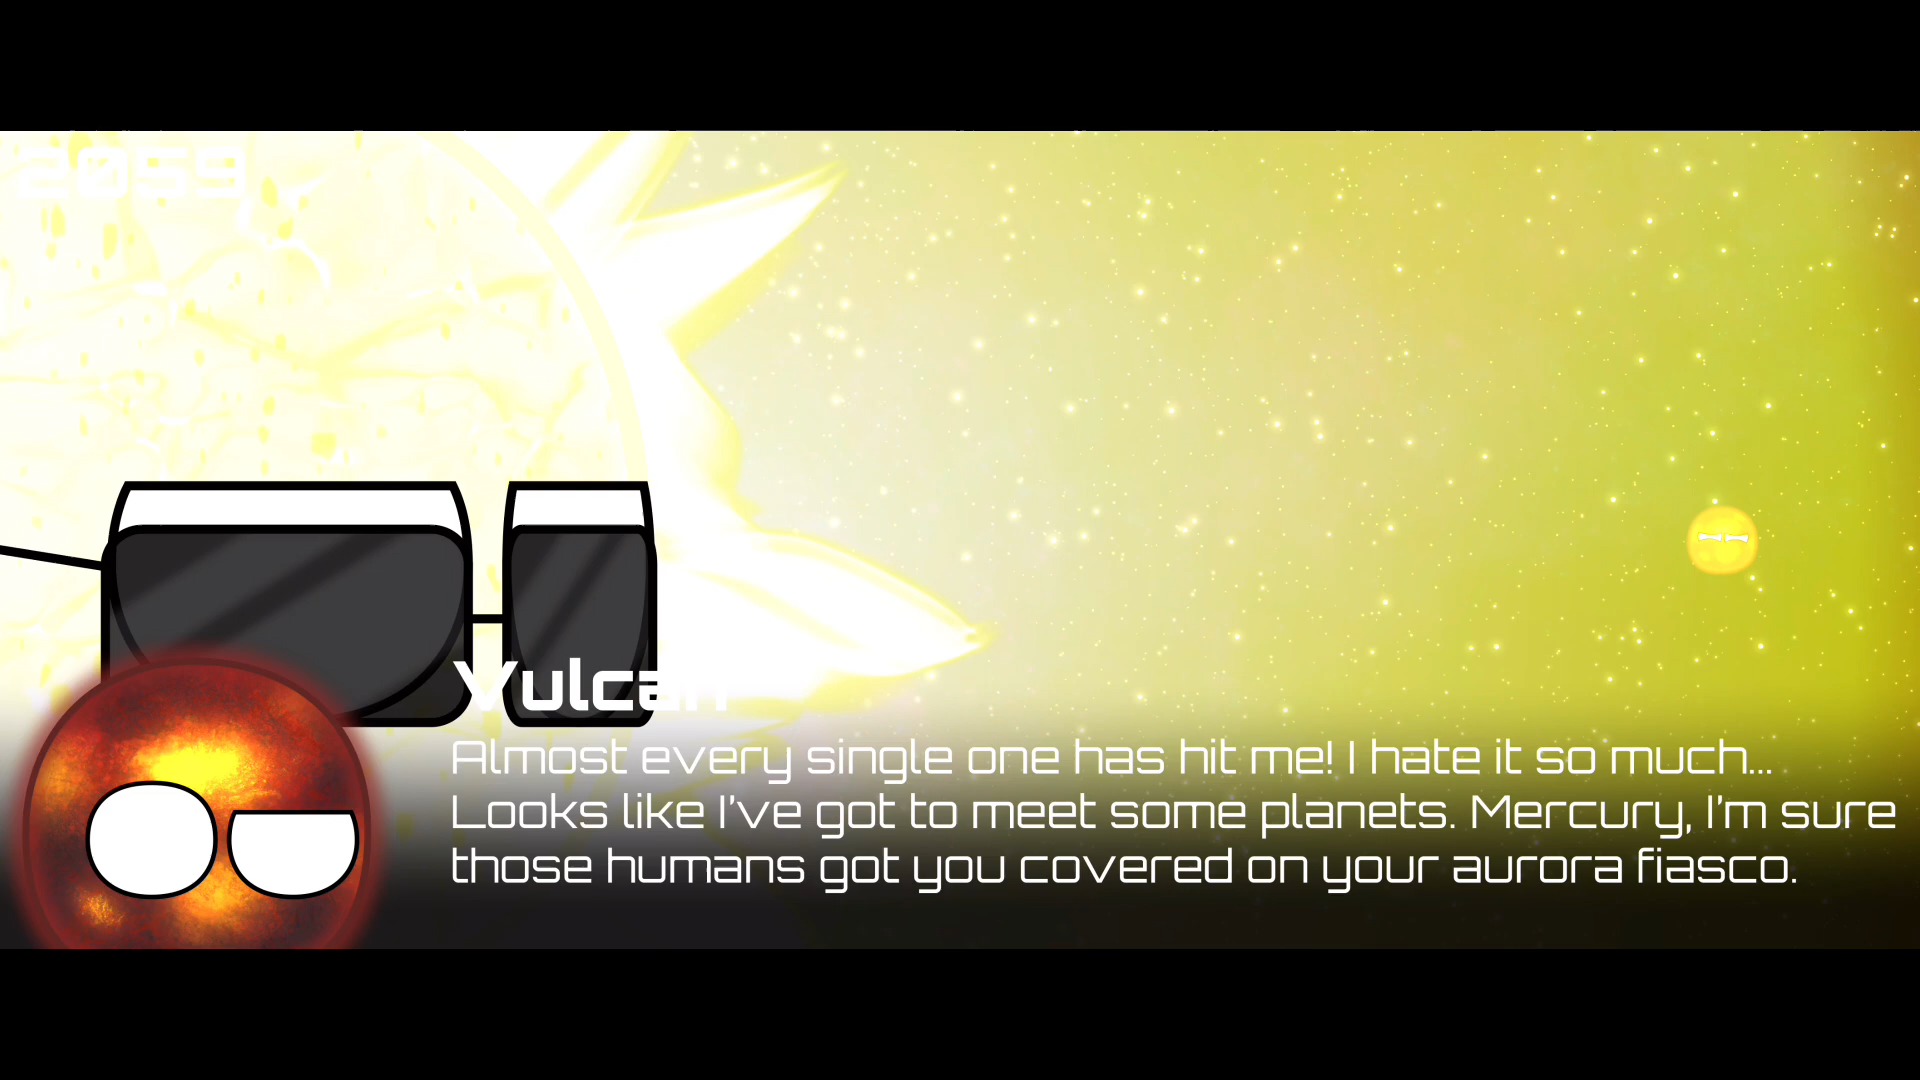 2059
Vulcan
Almost every single one has hit me! I hate it so much...
Looks like I've got to meet some planets. Mercury, I'm sure
those humans got you covered on your aurora fiasco.